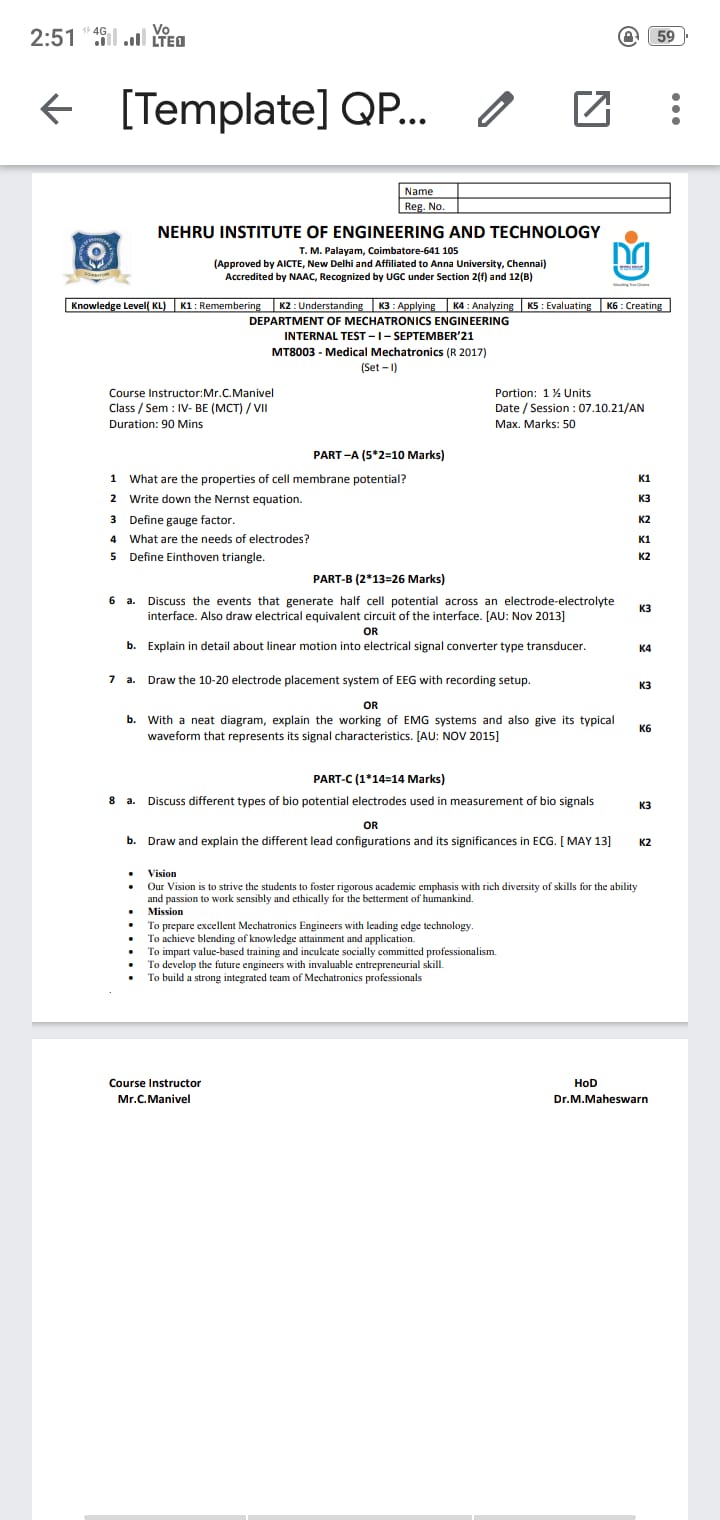 2:51 4G Vo LTE 59
[Template] QP...
Name
Reg. No.
NEHRU INSTITUTE OF ENGINEERING AND TECHNOLOGY
T. M. Palayam, Coimbatore-641 105
(Approved by AICTE, New Delhi and Affiliated to Anna University, Chennai)
Accredited by NAAC, Recognized by UGC under Section 2(f) and 12(B)
Knowledge Level( KL) K1 : Remembering K2 : Understanding K3 : Applying K4 : Analyzing K5 : Evaluating K6 : Creating
DEPARTMENT OF MECHATRONICS ENGINEERING
INTERNAL TEST – I – SEPTEMBER'21
MT8003 - Medical Mechatronics (R 2017)
(Set – I)
Course Instructor:Mr.C.Manivel Portion: 1 ½ Units
Class / Sem : IV- BE (MCT) / VII Date / Session : 07.10.21/AN
Duration: 90 Mins Max. Marks: 50
PART –A (5*2=10 Marks)
1 What are the properties of cell membrane potential? K1
2 Write down the Nernst equation. K3
3 Define gauge factor. K2
4 What are the needs of electrodes? K1
5 Define Einthoven triangle. K2
PART-B (2*13=26 Marks)
6 a. Discuss the events that generate half cell potential across an electrode-electrolyte
interface. Also draw electrical equivalent circuit of the interface. [AU: Nov 2013] K3
OR
b. Explain in detail about linear motion into electrical signal converter type transducer. K4
7 a. Draw the 10-20 electrode placement system of EEG with recording setup. K3
OR
b. With a neat diagram, explain the working of EMG systems and also give its typical
waveform that represents its signal characteristics. [AU: NOV 2015] K6
PART-C (1*14=14 Marks)
8 a. Discuss different types of bio potential electrodes used in measurement of bio signals K3
OR
b. Draw and explain the different lead configurations and its significances in ECG. [ MAY 13] K2
• Vision
• Our Vision is to strive the students to foster rigorous academic emphasis with rich diversity of skills for the ability
and passion to work sensibly and ethically for the betterment of humankind.
• Mission
• To prepare excellent Mechatronics Engineers with leading edge technology.
• To achieve blending of knowledge attainment and application.
• To impart value-based training and inculcate socially committed professionalism.
• To develop the future engineers with invaluable entrepreneurial skill.
• To build a strong integrated team of Mechatronics professionals
.
Course Instructor HoD
Mr.C.Manivel Dr.M.Maheswarn